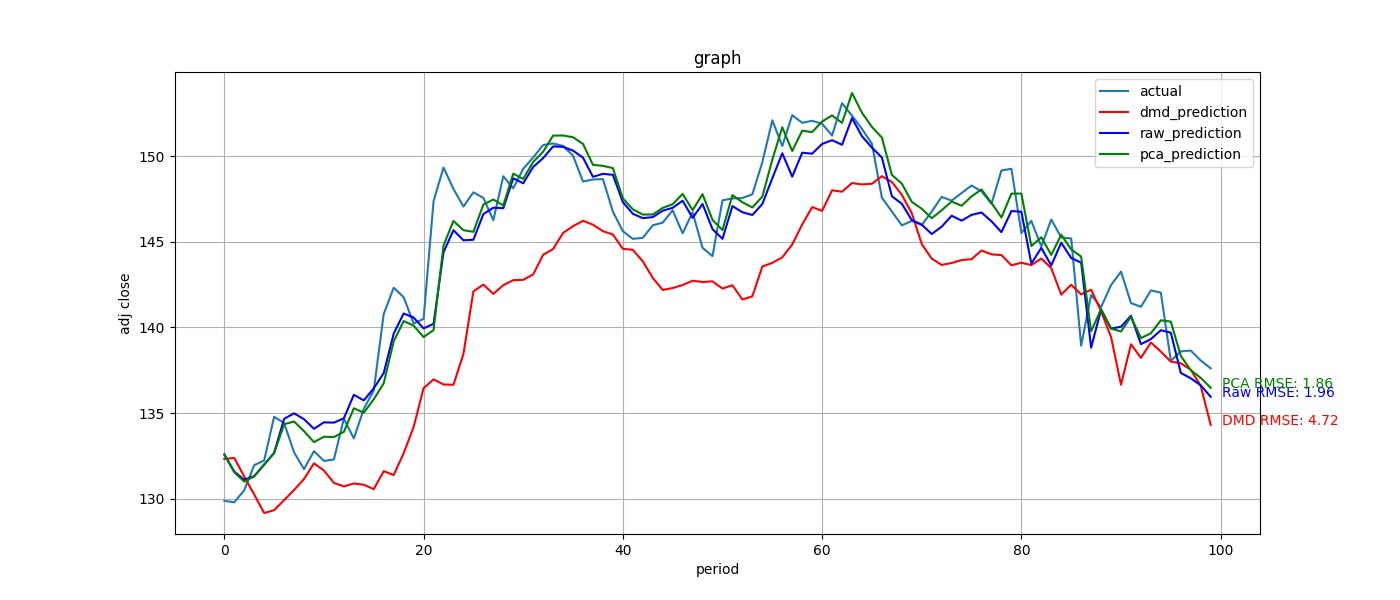 graph
actual
dmd_prediction
raw_prediction
pca_prediction
150
145
140
135
130
adj close
PCA RMSE: 1.86
Raw RMSE: 1.96
DMD RMSE: 4.72
0 20 40 60 80 100
period